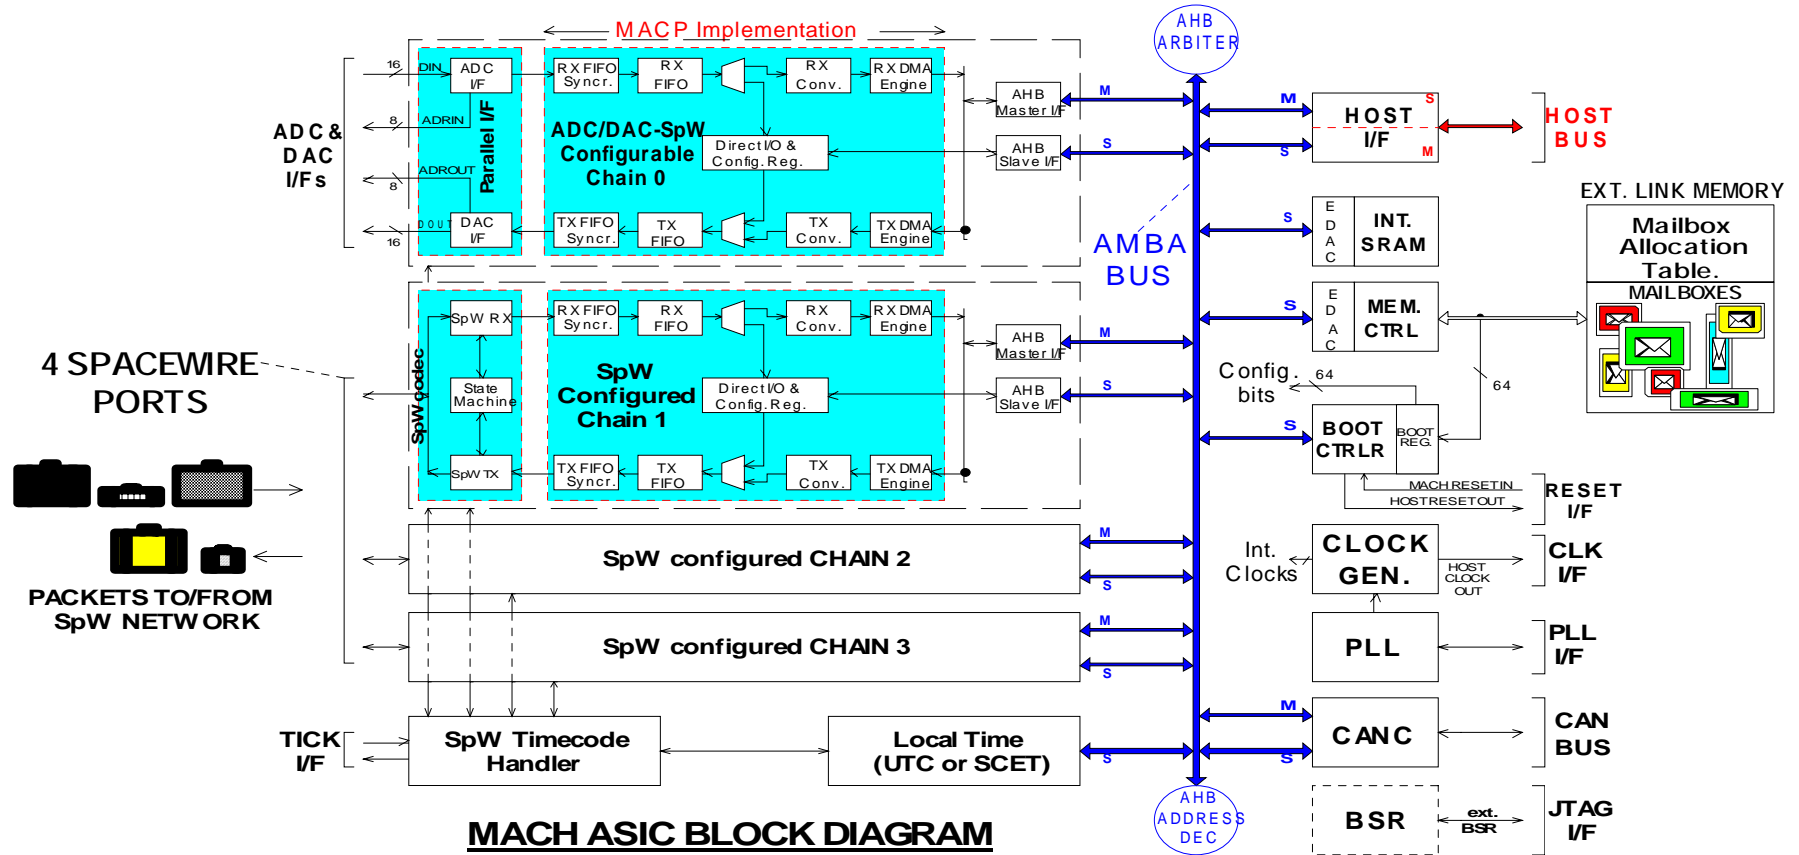 MACP Implementation
AHB
ARBITER
16
DIN
ADC
I/F
RX FIFO
Syncr.
RX
FIFO
RX
Conv.
RX DMA
Engine
AHB
Master I/F
M
8
ADRIN
ADC &
DAC
I/Fs
Parallel I/F
ADC/DAC-SpW
Configurable
Chain 0
Direct I/O &
Config. Reg.
AHB
Slave I/F
S
8
ADROUT
16
DOUT
DAC
I/F
TX FIFO
Syncr.
TX
FIFO
TX
Conv.
TX DMA
Engine
M
S
HOST
I/F
S
M
HOST
BUS
AMBA
BUS
S
EDAC
INT.
SRAM
EXT. LINK MEMORY
Mailbox
Allocation
Table.
MAILBOXES
S
EDAC
MEM.
CTRL
64
4 SPACEWIRE
PORTS
SpW codec
SpW RX
State
Machine
SpW TX
RX FIFO
Syncr.
RX
FIFO
RX
Conv.
RX DMA
Engine
AHB
Master I/F
M
SpW
Configured
Chain 1
Direct I/O &
Config. Reg.
AHB
Slave I/F
S
TX FIFO
Syncr.
TX
FIFO
TX
Conv.
TX DMA
Engine
Config.
bits
64
S
BOOT
CTRLR
BOOT
REG.
MACH RESET IN
HOST RESET OUT
RESET
I/F
PACKETS TO/FROM
SpW NETWORK
SpW configured CHAIN 2
M
S
Int.
Clocks
CLOCK
GEN.
HOST
CLOCK
OUT
CLK
I/F
SpW configured CHAIN 3
M
S
PLL
PLL
I/F
TICK
I/F
SpW Timecode
Handler
Local Time
(UTC or SCET)
S
M
S
CANC
CAN
BUS
AHB
ADDRESS
DEC
BSR
ext.
BSR
JTAG
I/F
MACH ASIC BLOCK DIAGRAM